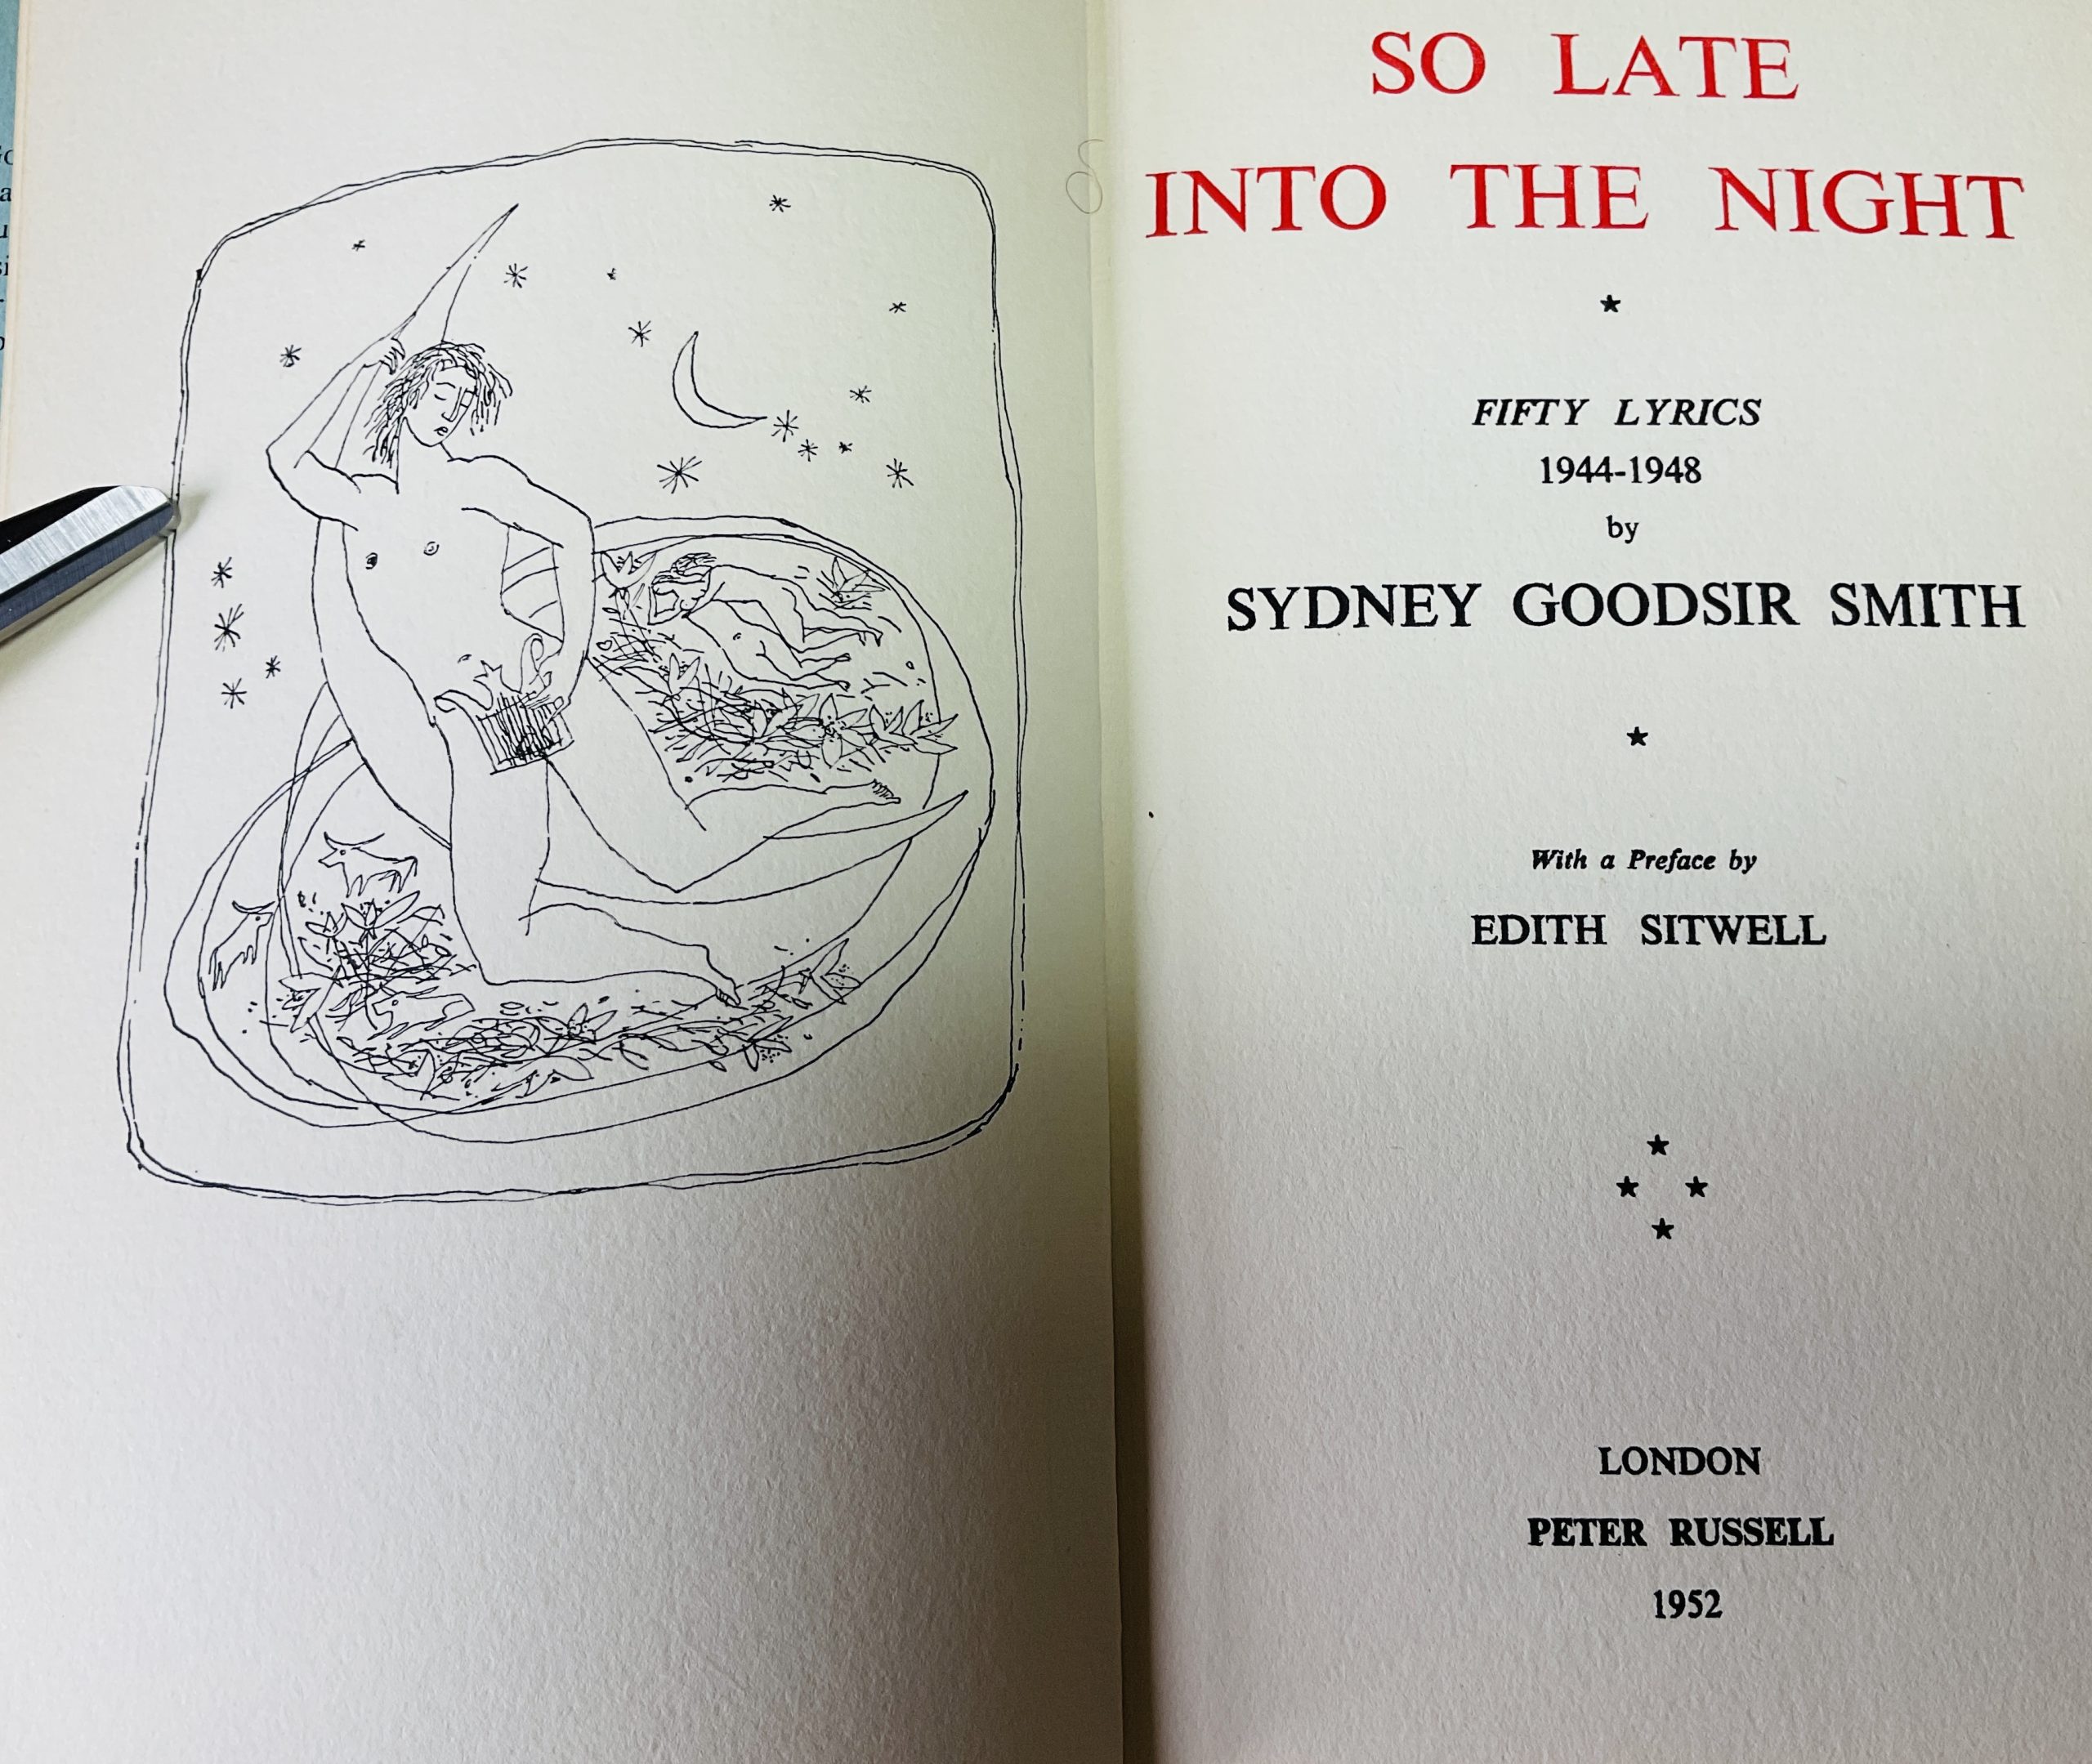 SO LATE
INTO THE NIGHT
FIFTY LYRICS
1944-1948
by
SYDNEY GOODSIR SMITH
With a Preface by
EDITH SITWELL
LONDON
PETER RUSSELL
1952